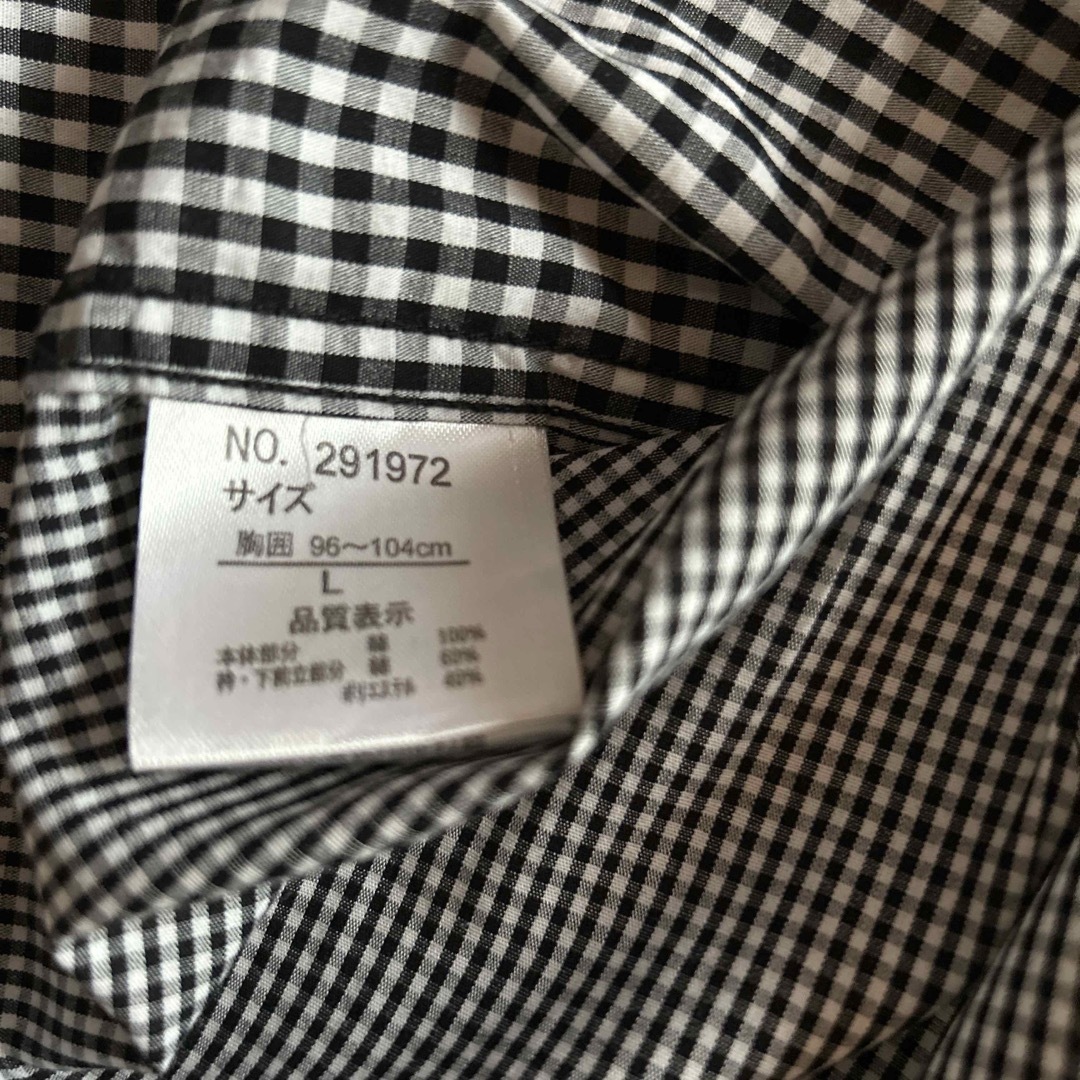 NO. 291972
サイズ
胸囲 96～104cm
L
品質表示
本体部分 綿 100%
衿・下前立部分 綿 60%
ポリエステル 40%